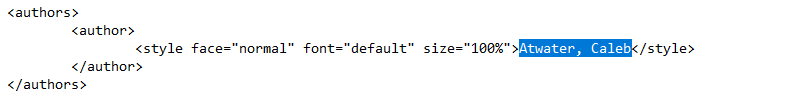 <authors>
<author>
<style face="normal" font="default" size="100%">Atwater, Caleb</style>
</author>
</authors>